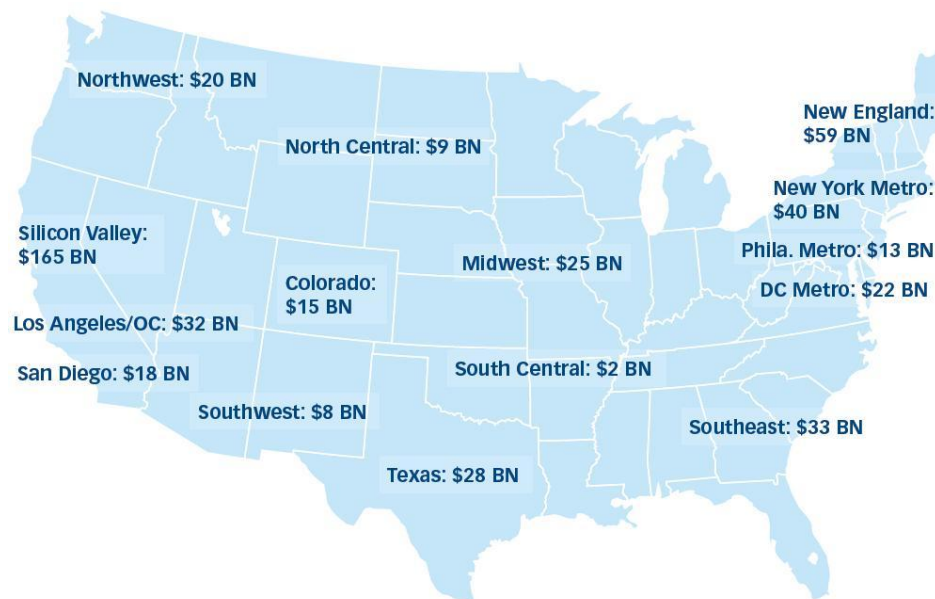 Northwest: $20 BN
New England:
$59 BN
North Central: $9 BN
New York Metro:
$40 BN
Silicon Valley:
$165 BN
Phila. Metro: $13 BN
Midwest: $25 BN
Colorado:
$15 BN
DC Metro: $22 BN
Los Angeles/OC: $32 BN
South Central: $2 BN
San Diego: $18 BN
Southwest: $8 BN
Southeast: $33 BN
Texas: $28 BN